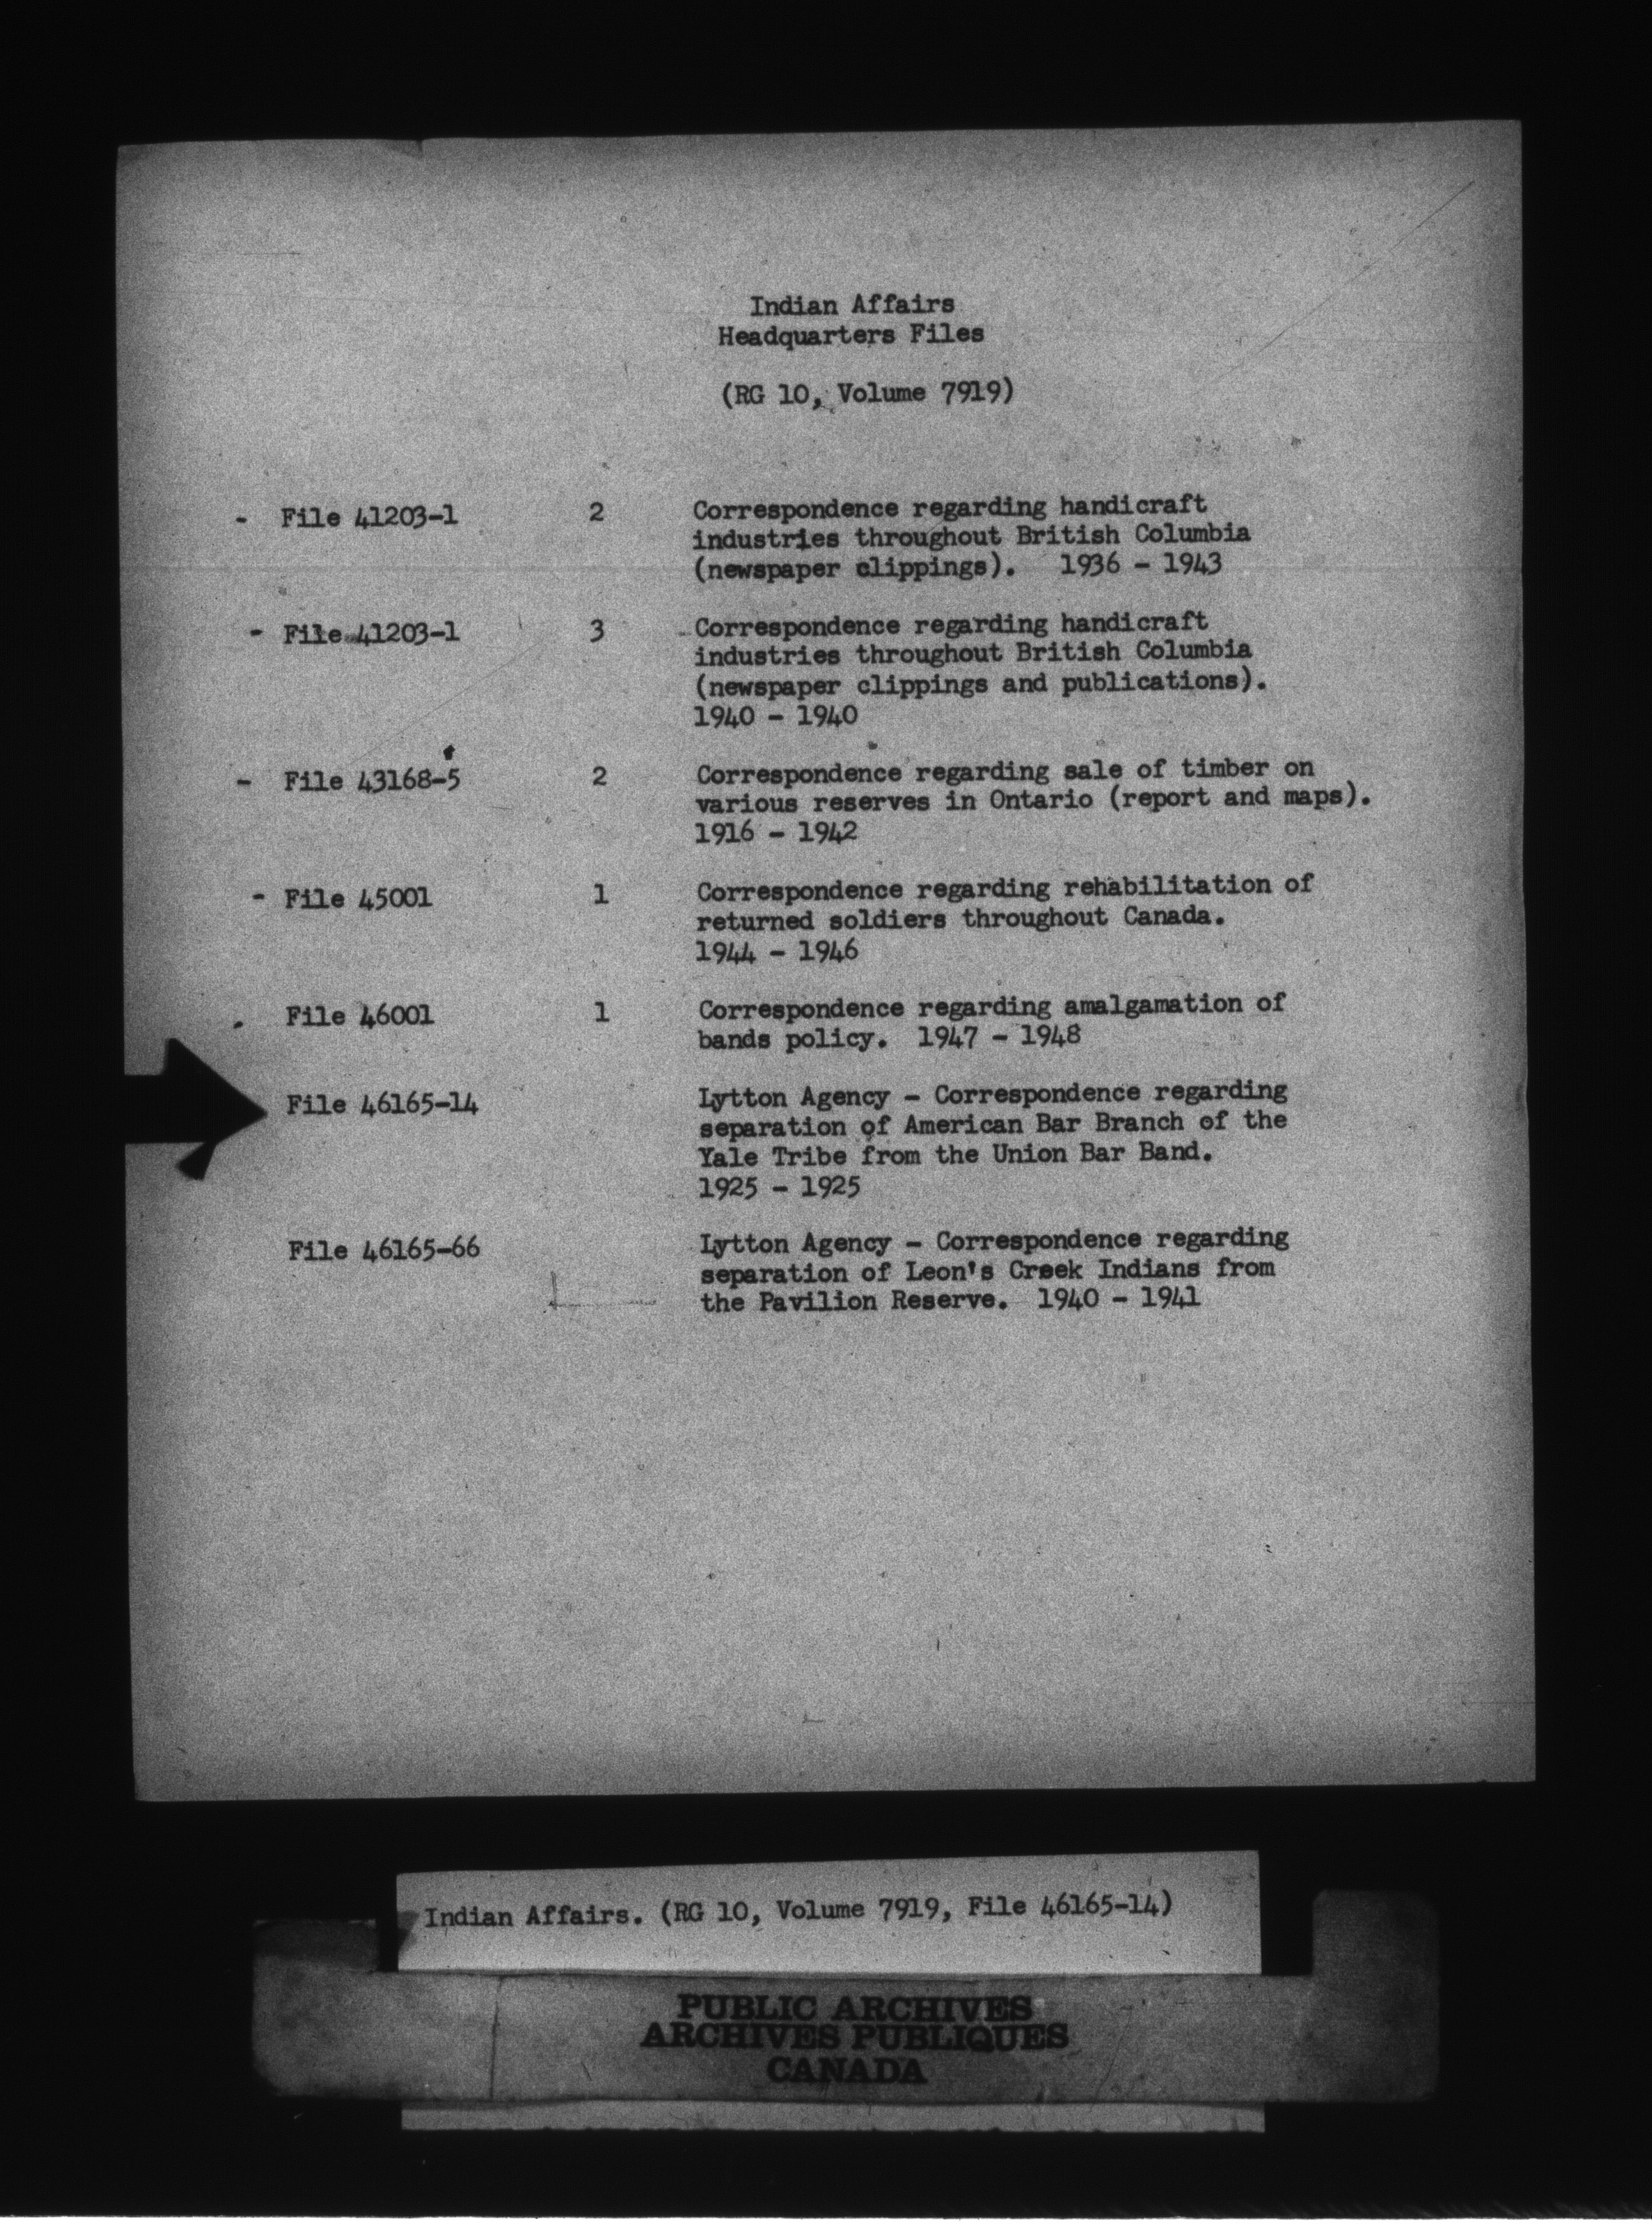 Indian Affairs
Headquarters Files
(RG 10, Volume 7919)
- File 41203-1 2 Correspondence regarding handicraft
industries throughout British Columbia
(newspaper clippings). 1936 - 1943
- File 41203-1 3 Correspondence regarding handicraft
industries throughout British Columbia
(newspaper clippings and publications).
1940 - 1940
- File 43168-5 2 Correspondence regarding sale of timber on
various reserves in Ontario (report and maps).
1916 - 1942
- File 45001 1 Correspondence regarding rehabilitation of
returned soldiers throughout Canada.
1944 - 1946
. File 46001 1 Correspondence regarding amalgamation of
bands policy. 1947 - 1948
File 46165-14 Lytton Agency - Correspondence regarding
separation of American Bar Branch of the
Yale Tribe from the Union Bar Band.
1925 - 1925
File 46165-66 Lytton Agency - Correspondence regarding
separation of Leon's Creek Indians from
the Pavilion Reserve. 1940 - 1941
Indian Affairs. (RG 10, Volume 7919, File 46165-14)
PUBLIC ARCHIVES
ARCHIVES PUBLIQUES
CANADA